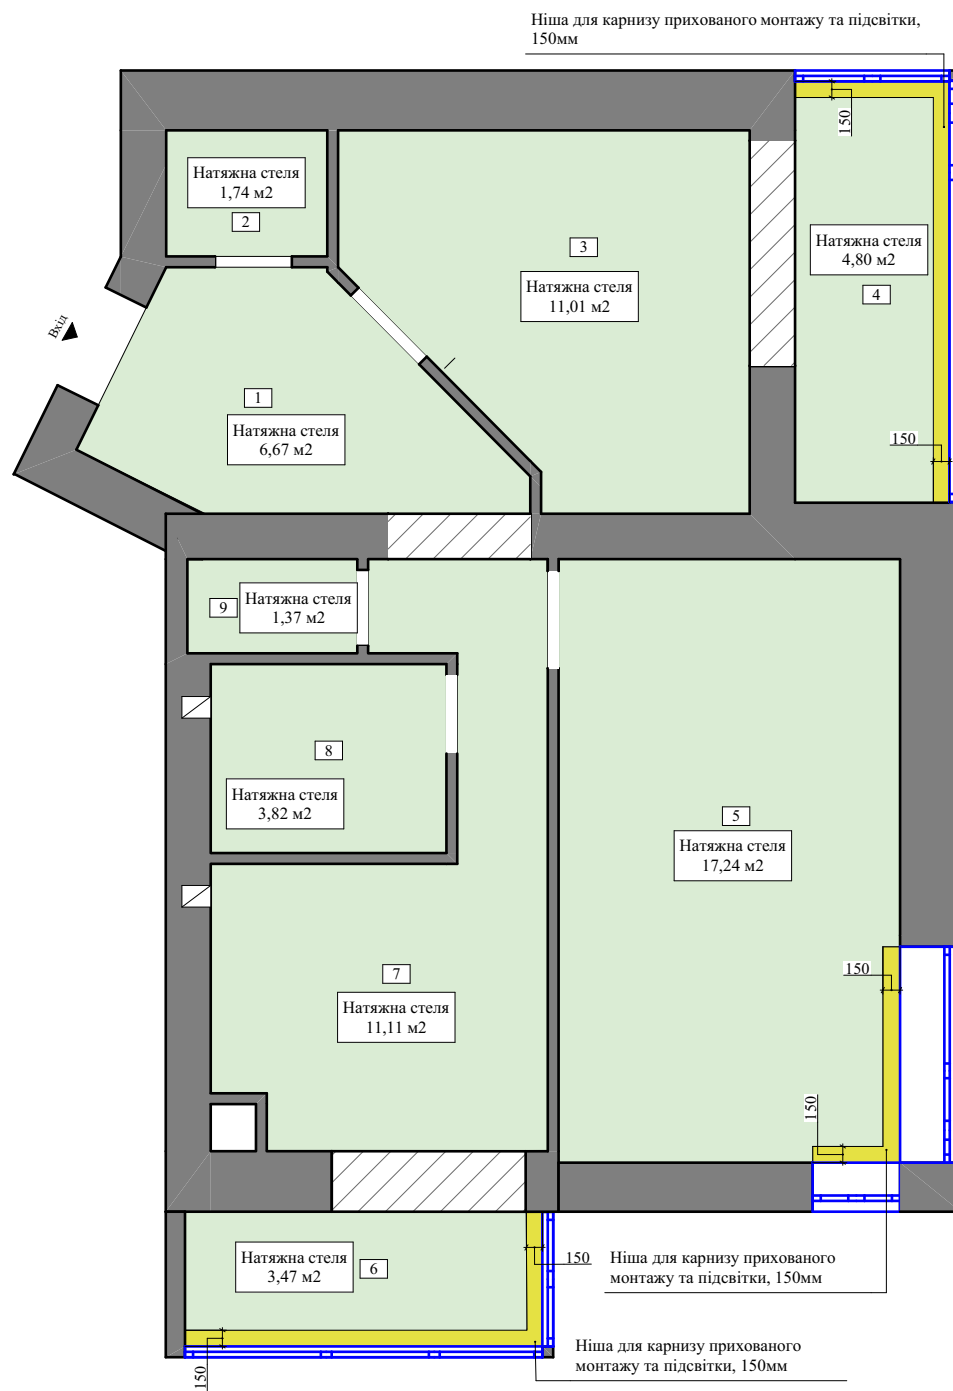 Ніша для карнизу прихованого монтажу та підсвітки,
150мм
150
Натяжна стеля
1,74 м2
2
3
Натяжна стеля
4,80 м2
4
Натяжна стеля
11,01 м2
Вхід
1
Натяжна стеля
6,67 м2
150
9
Натяжна стеля
1,37 м2
8
Натяжна стеля
3,82 м2
5
Натяжна стеля
17,24 м2
7
Натяжна стеля
11,11 м2
150
150
Натяжна стеля
3,47 м2
6
150
Ніша для карнизу прихованого
монтажу та підсвітки, 150мм
Ніша для карнизу прихованого
монтажу та підсвітки, 150мм
150